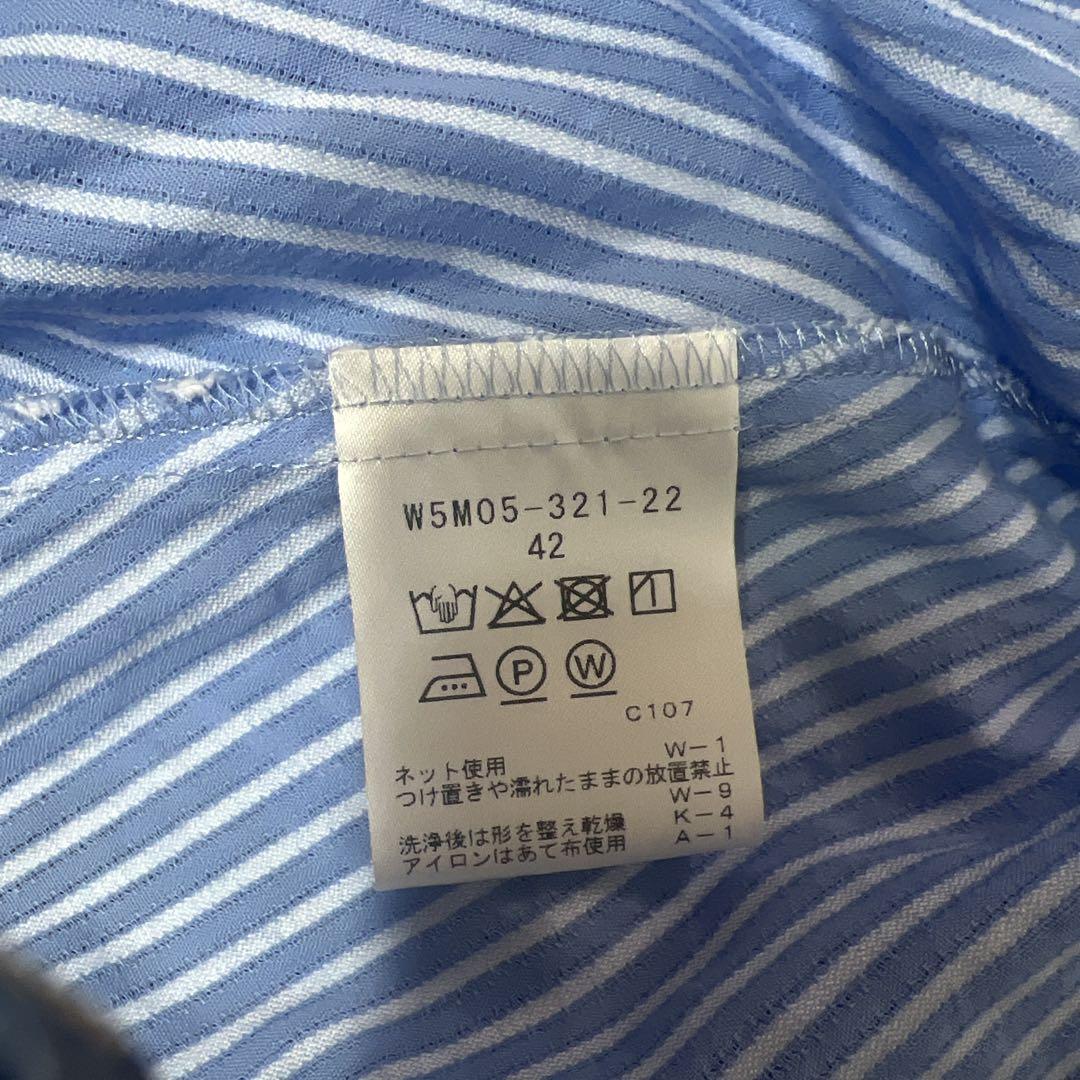 W5M05-321-22
42
P W
C107
ネット使用 W-1
つけ置きや濡れたままの放置禁止
W-9
洗浄後は形を整え乾燥 K-4
アイロンはあて布使用 A-1